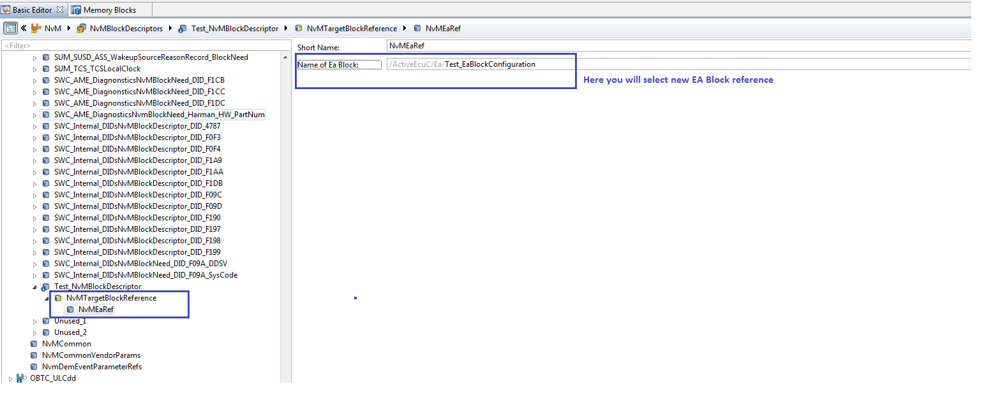 Basic Editor Memory Blocks
NvM NvMBlockDescriptors Test_NvMBlockDescriptor NvMTargetBlockReference NvMEaRef
<Filter>
SUM_SUSD_ASS_WakeupSourceReasonRecord_BlockNeed
SUM_TCS_TCSLocalClock
SWC_AME_DiagnonsticsNvMBlockNeed_DID_F1CB
SWC_AME_DiagnonsticsNvMBlockNeed_DID_F1CC
SWC_AME_DiagnonsticsNvMBlockNeed_DID_F1DC
SWC_AME_DiagnosticsNvmBlockNeed_Harman_HW_PartNum
SWC_Internal_DIDsNvMBlockDescriptor_DID_4787
SWC_Internal_DIDsNvMBlockDescriptor_DID_F0F3
SWC_Internal_DIDsNvMBlockDescriptor_DID_F0F4
SWC_Internal_DIDsNvMBlockDescriptor_DID_F1A9
SWC_Internal_DIDsNvMBlockDescriptor_DID_F1AA
SWC_Internal_DIDsNvMBlockDescriptor_DID_F1DB
SWC_Internal_DIDsNvMBlockDescriptor_DID_F09C
SWC_Internal_DIDsNvMBlockDescriptor_DID_F09D
SWC_Internal_DIDsNvMBlockDescriptor_DID_F190
SWC_Internal_DIDsNvMBlockDescriptor_DID_F197
SWC_Internal_DIDsNvMBlockDescriptor_DID_F198
SWC_Internal_DIDsNvMBlockDescriptor_DID_F199
SWC_Internal_DIDsNvMBlockNeed_DID_F09A_DDSV
SWC_Internal_DIDsNvMBlockNeed_DID_F09A_SysCode
Test_NvMBlockDescriptor
NvMTargetBlockReference
NvMEaRef
Unused_1
Unused_2
NvMCommon
NvMCommonVendorParams
NvmDemEventParameterRefs
OBTC_ULCdd
Short Name: NvMEaRef
Name of Ea Block: /ActiveEcuC/Ea/Test_EaBlockConfiguration
Here you will select new EA Block reference